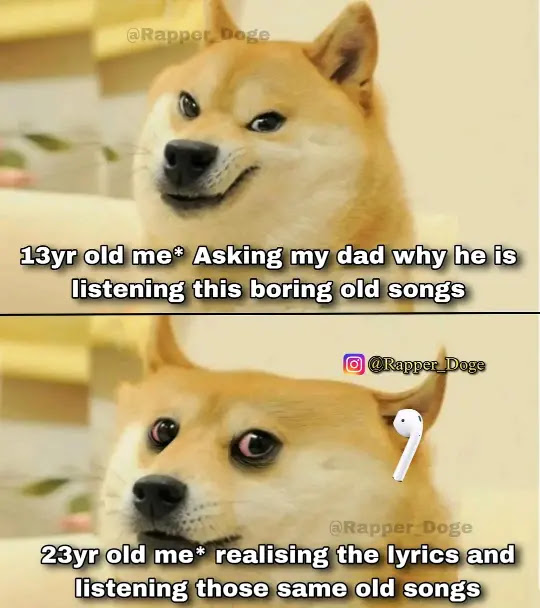 @Rapper_Doge
13yr old me* Asking my dad why he is
listening this boring old songs
@Rapper_Doge
@Rapper_Doge
23yr old me* realising the lyrics and
listening those same old songs